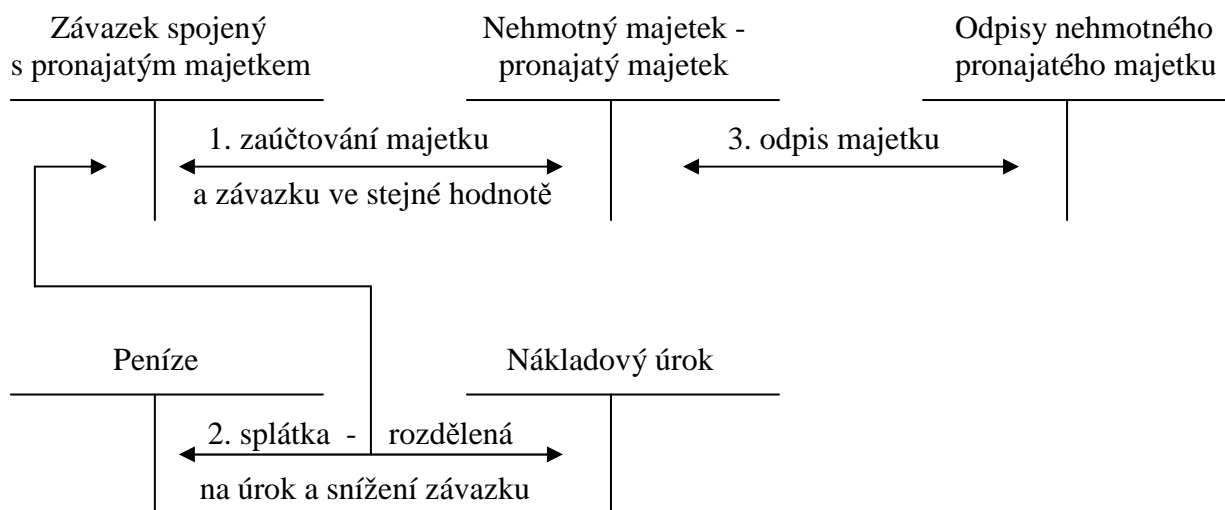 Závazek spojený
s pronajatým majetkem
Nehmotný majetek -
pronajatý majetek
Odpisy nehmotného
pronajatého majetku
1. zaúčtování majetku
a závazku ve stejné hodnotě
3. odpis majetku
Peníze
Nákladový úrok
2. splátka - rozdělená
na úrok a snížení závazku